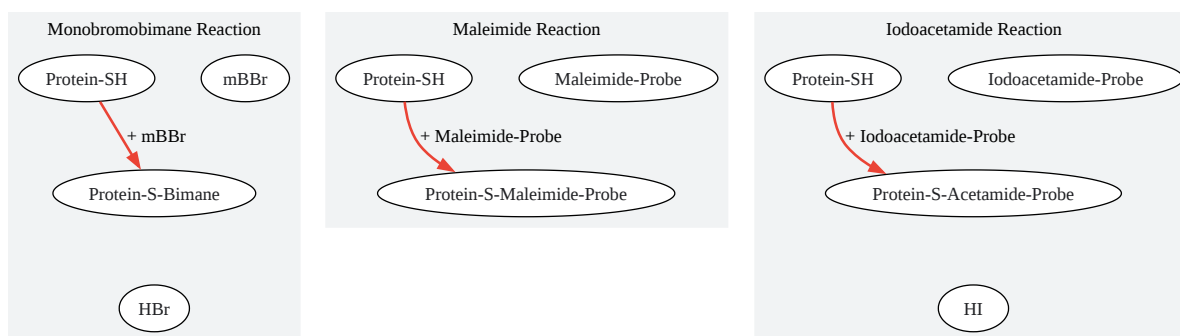 Monobromobimane Reaction
Protein-SH
mBBr
+ mBBr
Protein-S-Bimane
HBr
Maleimide Reaction
Protein-SH
Maleimide-Probe
+ Maleimide-Probe
Protein-S-Maleimide-Probe
Iodoacetamide Reaction
Protein-SH
Iodoacetamide-Probe
+ Iodoacetamide-Probe
Protein-S-Acetamide-Probe
HI